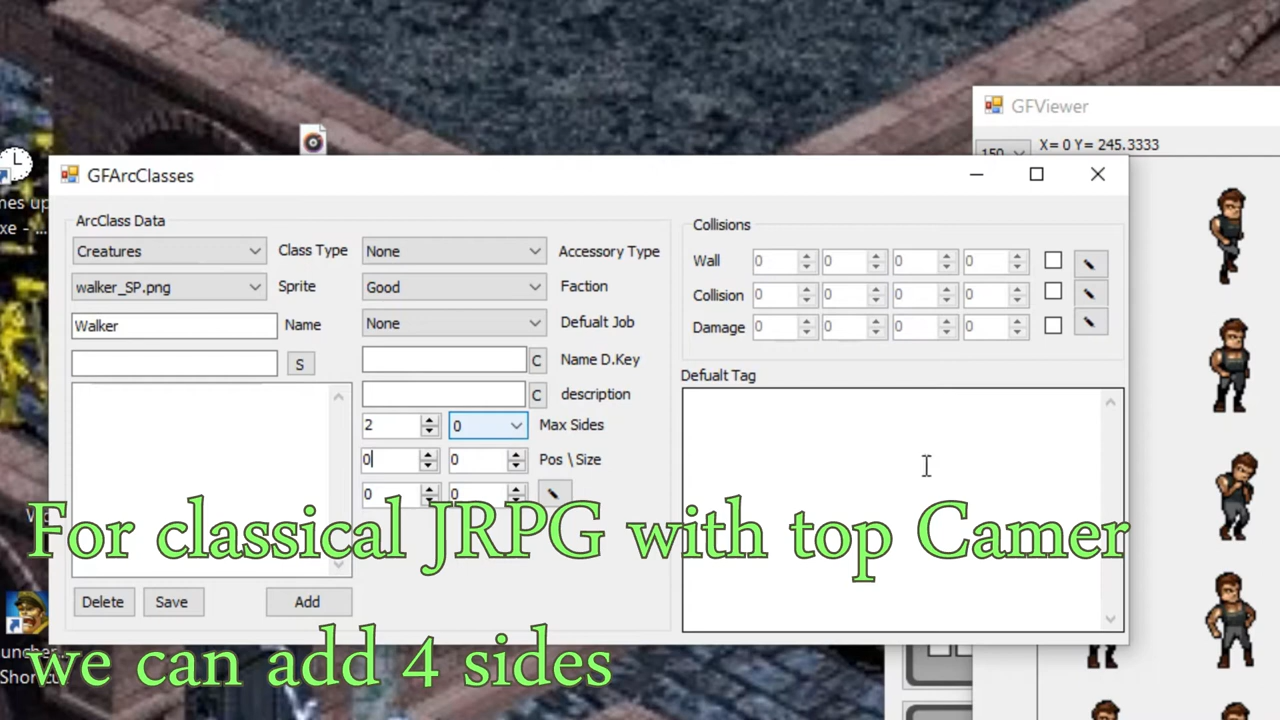 GFViewer
150 X= 0 Y= 245.3333
GFArcClasses
ArcClass Data
Creatures Class Type None Accessory Type
walker_SP.png Sprite Good Faction
Walker Name None Defualt Job
S C Name D.Key
C description
2 0 Max Sides
0 0 Pos \ Size
0 0
Delete Save Add
Collisions
Wall 0 0 0 0
Collision 0 0 0 0
Damage 0 0 0 0
Defualt Tag
For classical JRPG with top Camer
we can add 4 sides